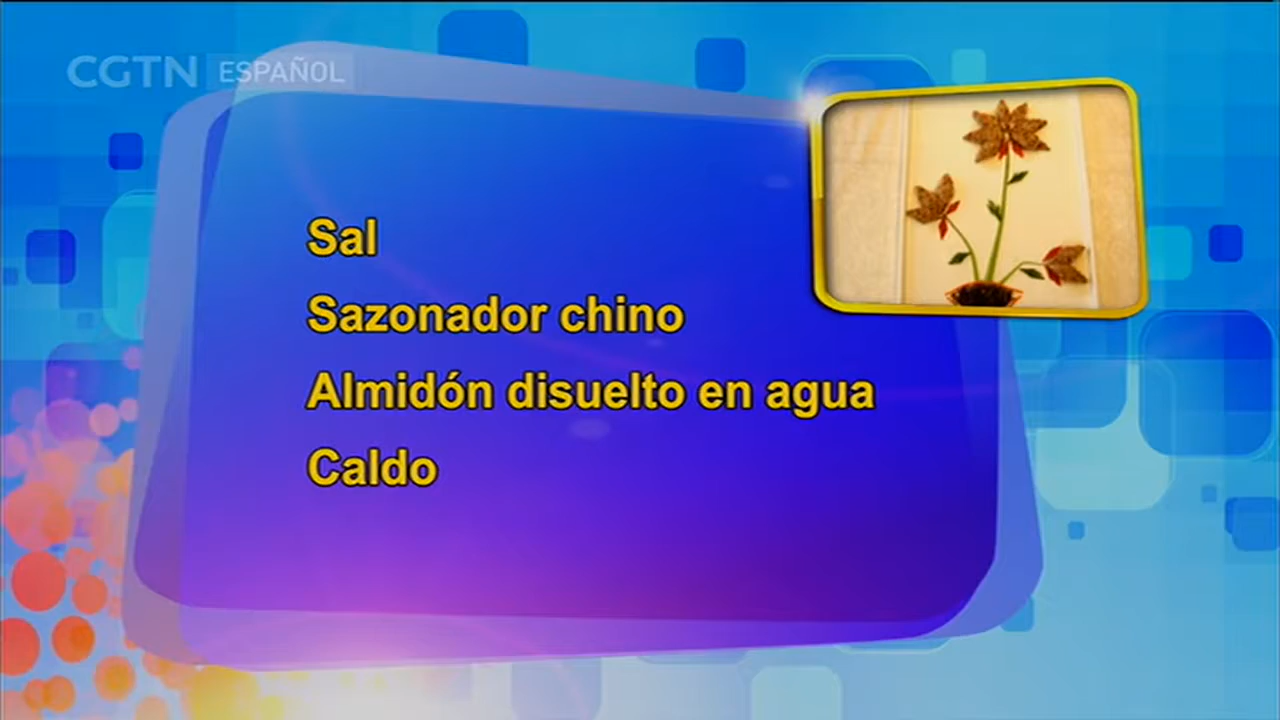 CGTN ESPAÑOL
Sal
Sazonador chino
Almidón disuelto en agua
Caldo